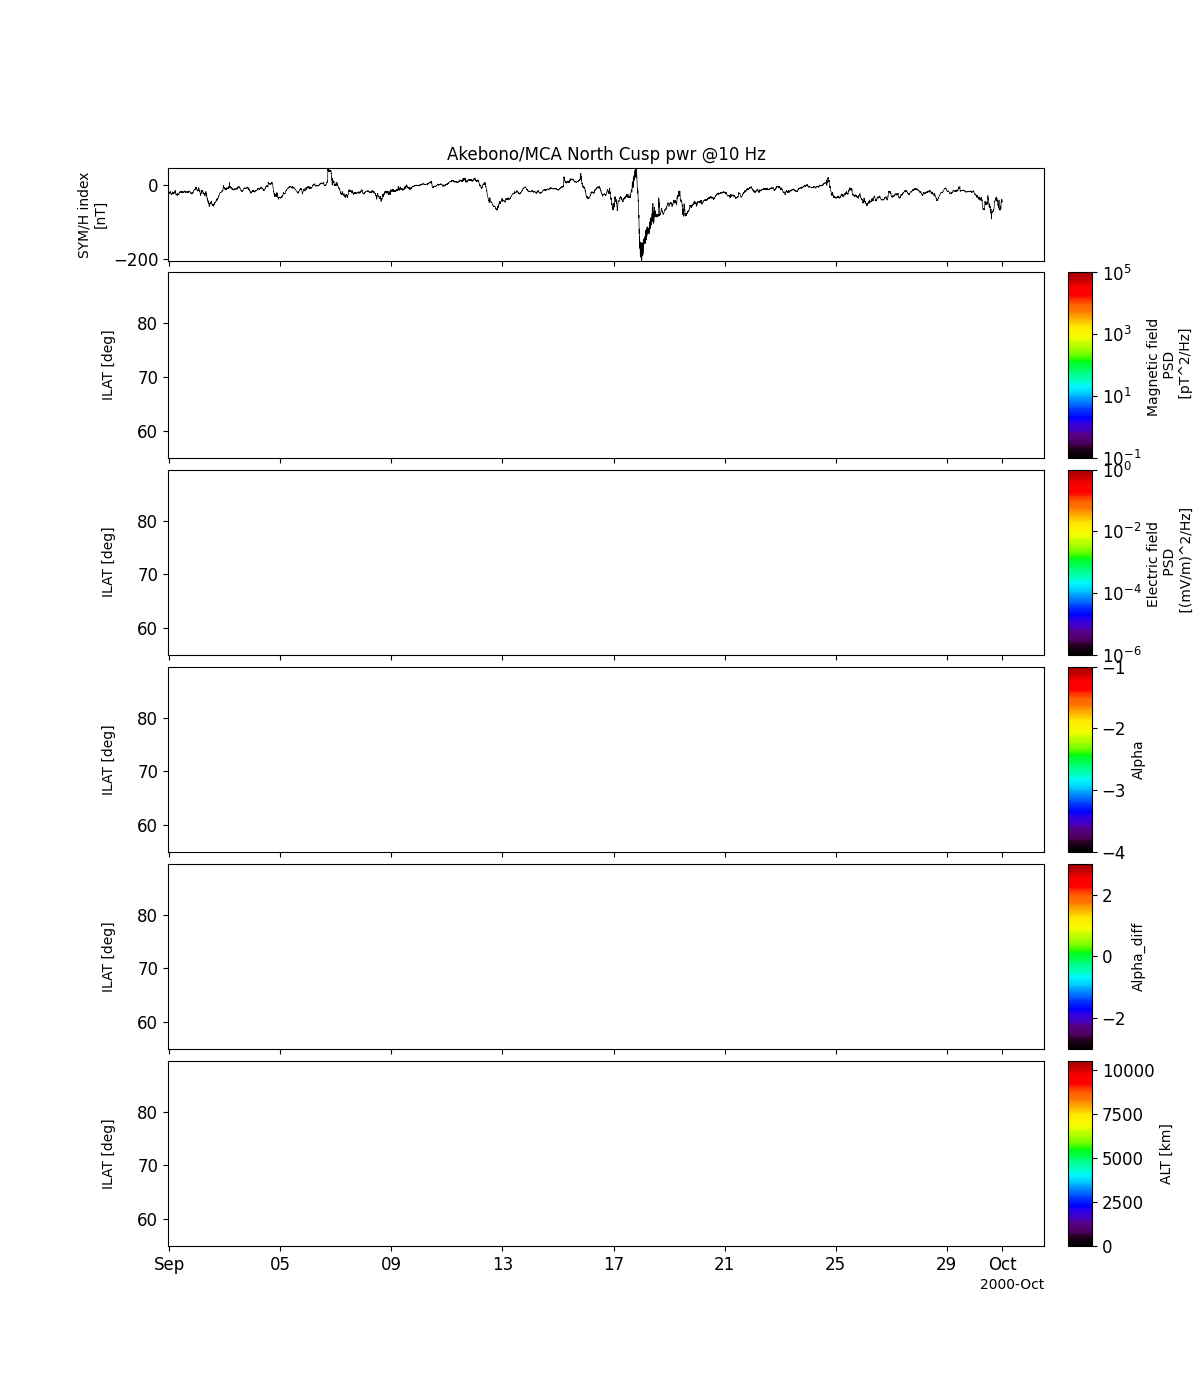 Akebono/MCA North Cusp pwr @10 Hz
SYM/H index
[nT]
0
−200
ILAT [deg]
80
70
60
10^5
10^3
10^1
10^−1
Magnetic field
PSD
[pT^2/Hz]
ILAT [deg]
80
70
60
10^0
10^−2
10^−4
10^−6
Electric field
PSD
[(mV/m)^2/Hz]
ILAT [deg]
80
70
60
−1
−2
−3
−4
Alpha
ILAT [deg]
80
70
60
2
0
−2
Alpha_diff
ILAT [deg]
80
70
60
10000
7500
5000
2500
0
ALT [km]
Sep 05 09 13 17 21 25 29 Oct
2000-Oct